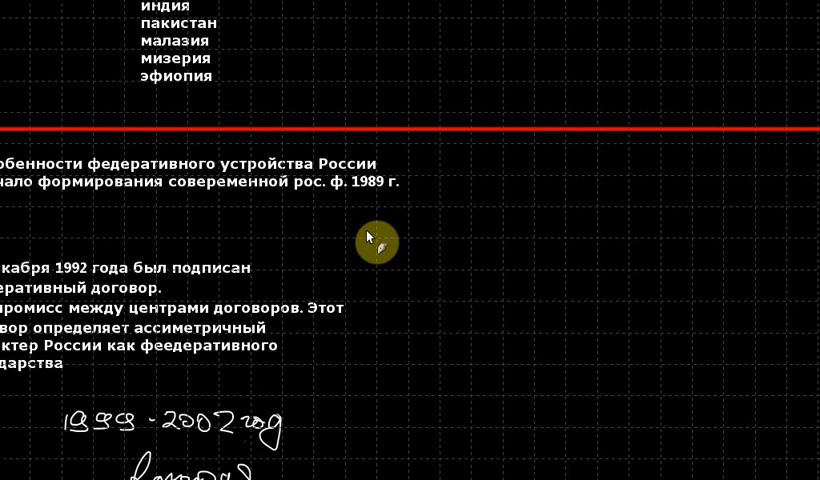 индия
пакистан
малазия
мизерия
эфиопия
обенности федеративного устройства России
чало формирования совеременной рос. ф. 1989 г.
кабря 1992 года был подписан
еративный договор.
промисс между центрами договоров. Этот
вор определяет ассиметричный
ктер России как феедеративного
дарства
1999-2002 год